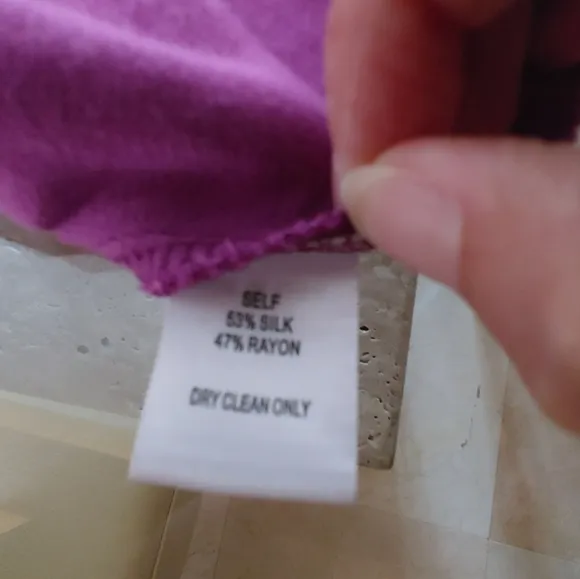 SELF
53% SILK
47% RAYON
DRY CLEAN ONLY